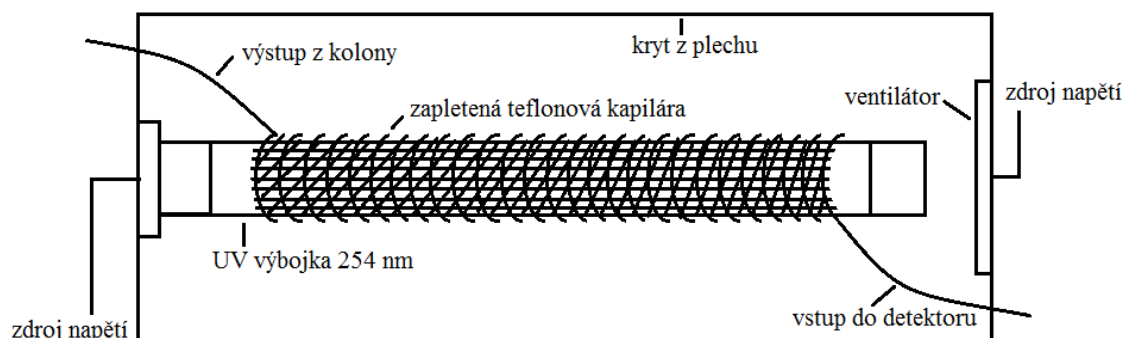 kryt z plechu
výstup z kolony
zdroj napětí
ventilátor
zapletená teflonová kapilára
UV výbojka 254 nm
vstup do detektoru
zdroj napětí